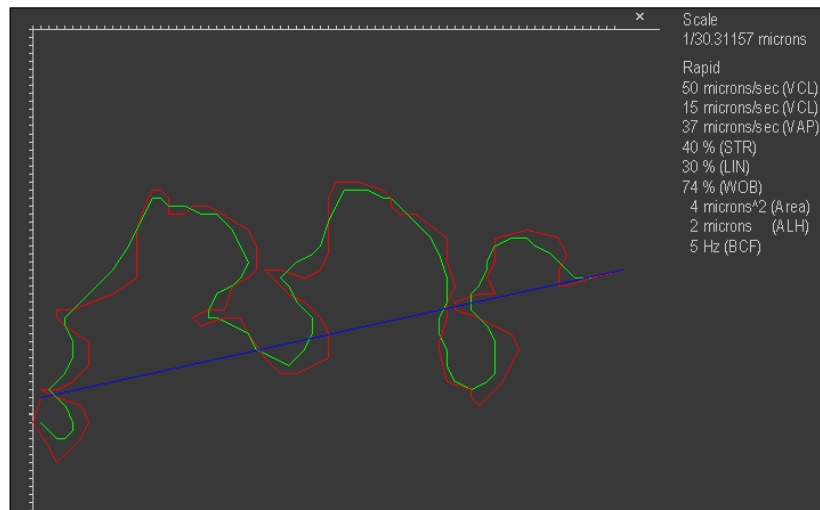 ×
Scale
1/30.31157 microns
Rapid
50 microns/sec (VCL)
15 microns/sec (VCL)
37 microns/sec (VAP)
40 % (STR)
30 % (LIN)
74 % (WOB)
4 microns^2 (Area)
2 microns (ALH)
5 Hz (BCF)